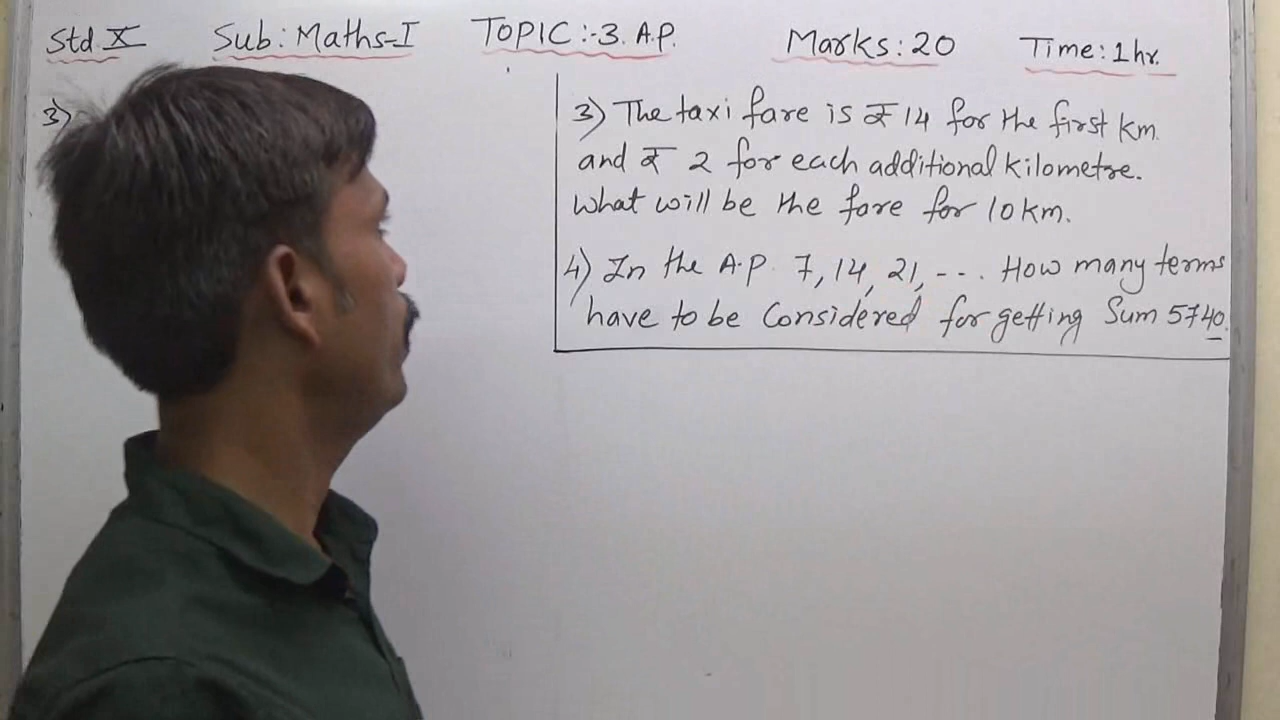 Std. X Sub: Maths-I TOPIC:-3. A.P. Marks: 20 Time: 1 hr.
3)
3) The taxi fare is ₹ 14 for the first km.
and ₹ 2 for each additional kilometre.
What will be the fare for 10 km.
4) In the A.P. 7, 14, 21, --- . How many terms
have to be Considered for getting Sum 5740.